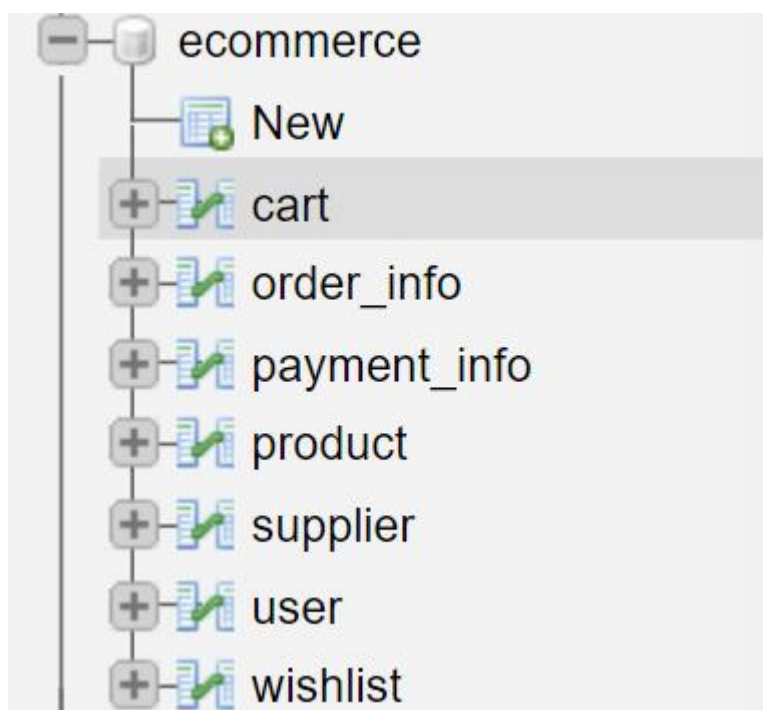 ecommerce
New
cart
order_info
payment_info
product
supplier
user
wishlist